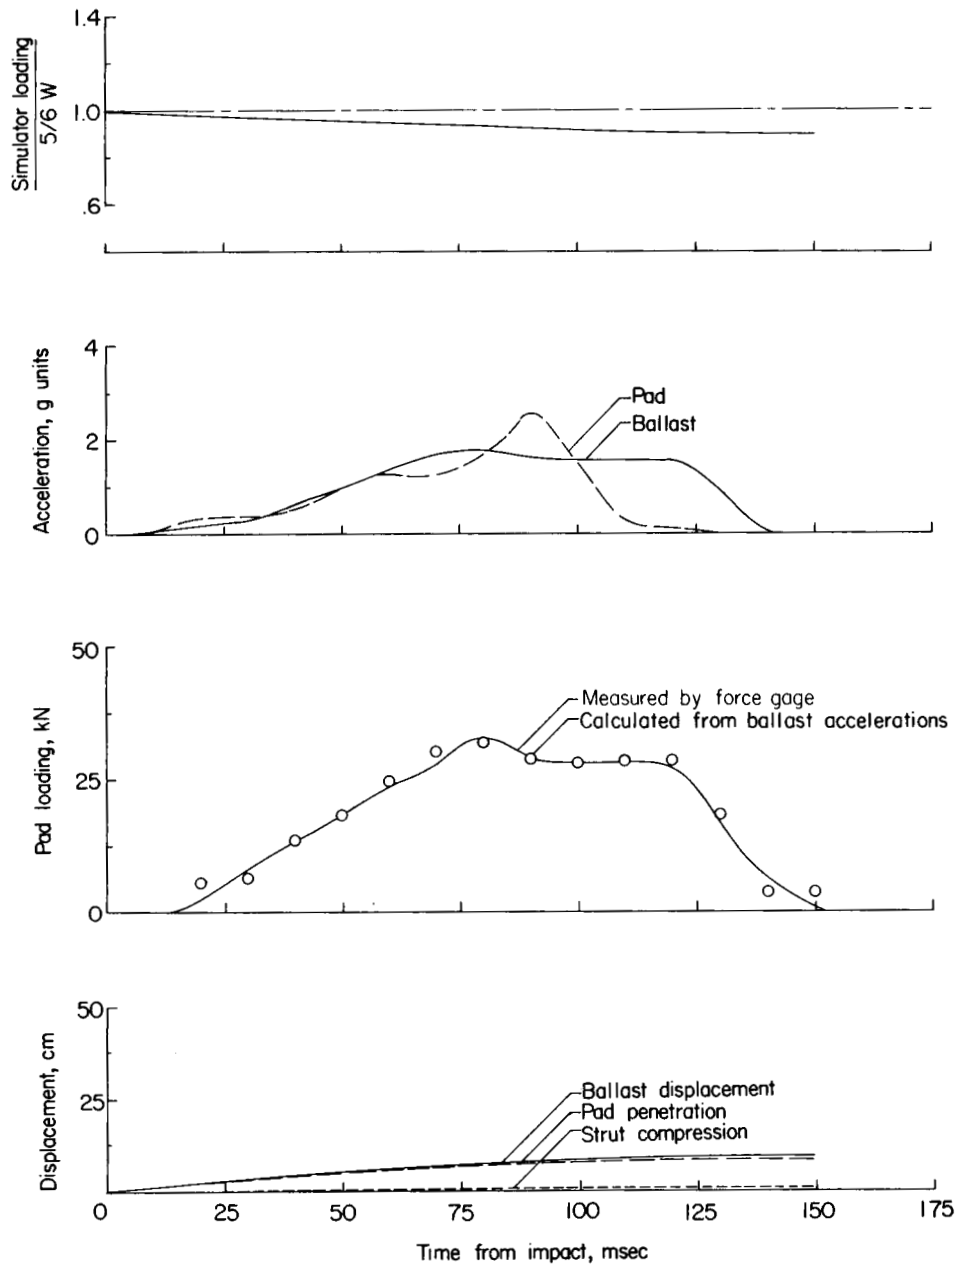 1.4
1.0
.6
Simulator loading
5/6 W
4
2
0
Acceleration, g units
Pad
Ballast
50
25
0
Pad loading, kN
Measured by force gage
Calculated from ballast accelerations
50
25
Displacement, cm
Ballast displacement
Pad penetration
Strut compression
0 25 50 75 100 125 150 175
Time from impact, msec